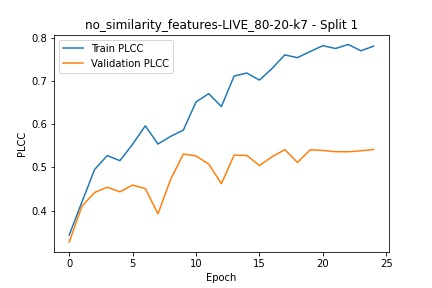 no_similarity_features-LIVE_80-20-k7 - Split 1
Train PLCC
Validation PLCC
PLCC
0.8
0.7
0.6
0.5
0.4
0
5
10
15
20
25
Epoch